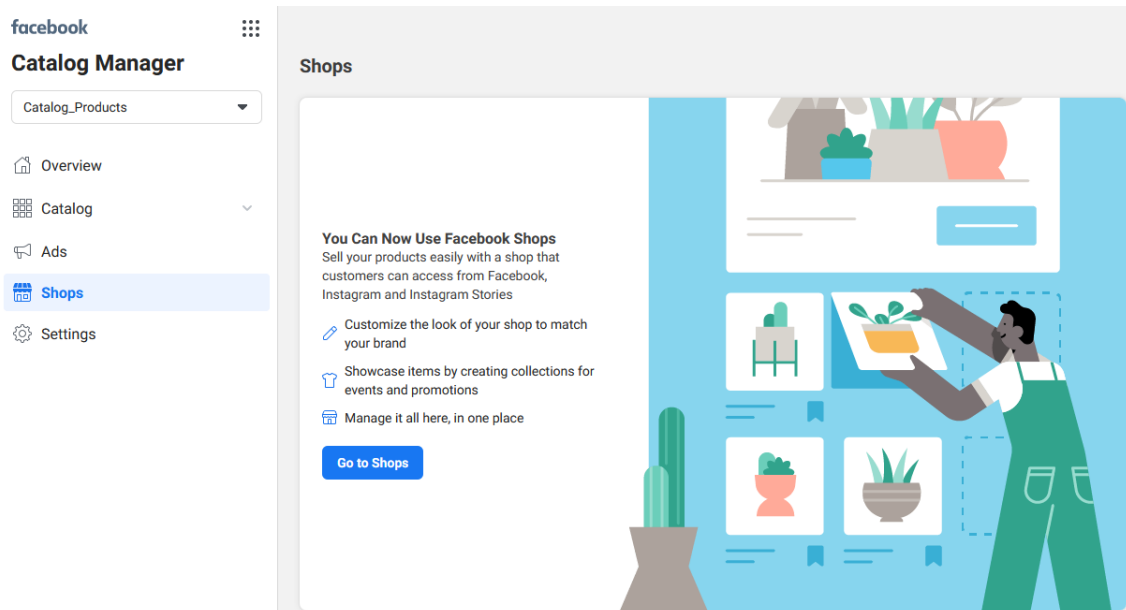 facebook
Catalog Manager
Catalog_Products
Overview
Catalog
Ads
Shops
Settings
Shops
You Can Now Use Facebook Shops
Sell your products easily with a shop that
customers can access from Facebook,
Instagram and Instagram Stories
Customize the look of your shop to match
your brand
Showcase items by creating collections for
events and promotions
Manage it all here, in one place
Go to Shops